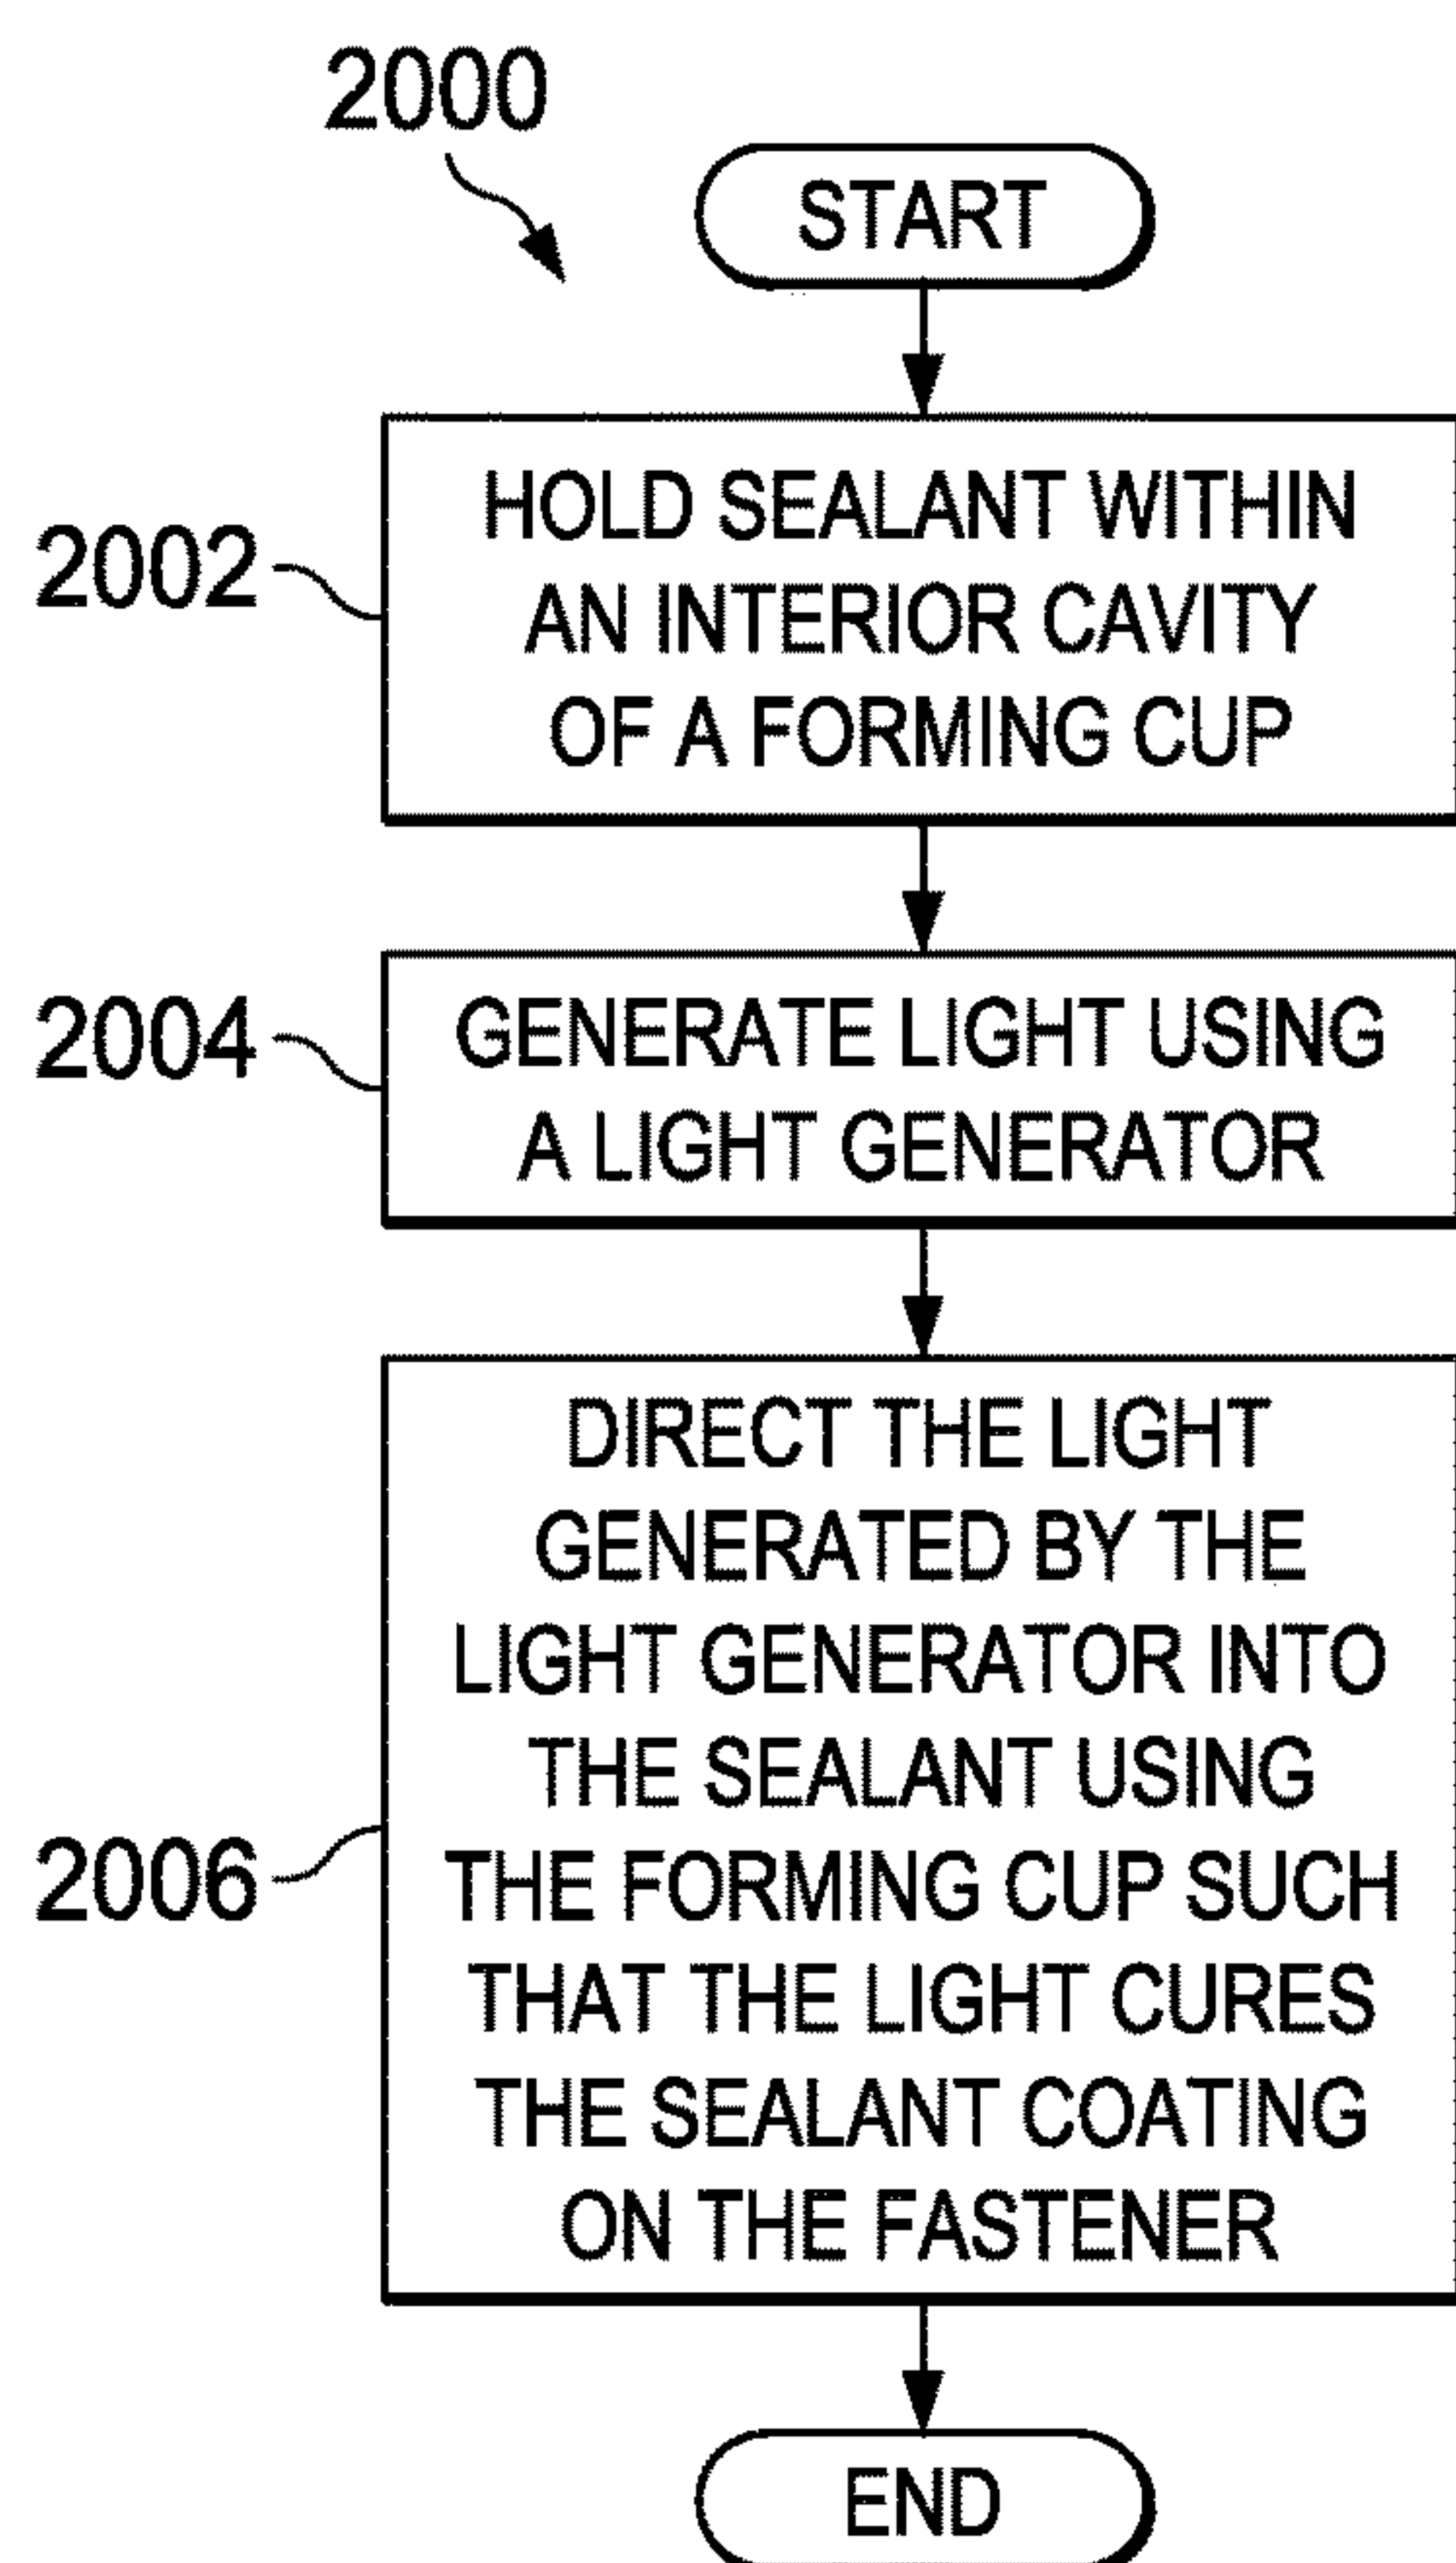 2000
START
2002
HOLD SEALANT WITHIN
AN INTERIOR CAVITY
OF A FORMING CUP
2004
GENERATE LIGHT USING
A LIGHT GENERATOR
2006
DIRECT THE LIGHT
GENERATED BY THE
LIGHT GENERATOR INTO
THE SEALANT USING
THE FORMING CUP SUCH
THAT THE LIGHT CURES
THE SEALANT COATING
ON THE FASTENER
END